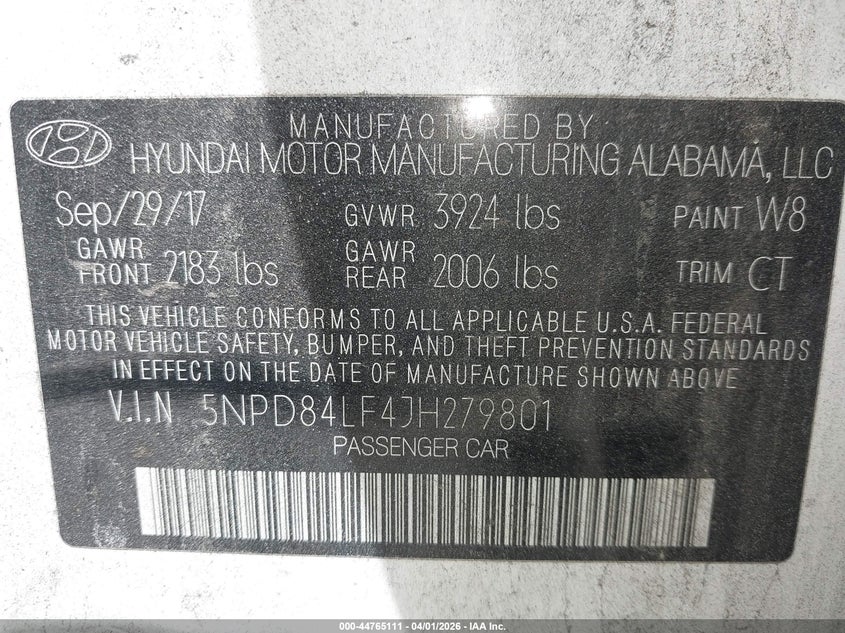 MANUFACTURED BY
HYUNDAI MOTOR MANUFACTURING ALABAMA, LLC
Sep/29/17 GVWR 3924 lbs PAINT W8
GAWR FRONT 2183 lbs GAWR REAR 2006 lbs TRIM CT
THIS VEHICLE CONFORMS TO ALL APPLICABLE U.S.A. FEDERAL
MOTOR VEHICLE SAFETY, BUMPER, AND THEFT PREVENTION STANDARDS
IN EFFECT ON THE DATE OF MANUFACTURE SHOWN ABOVE
V.I.N 5NPD84LF4JH279801
PASSENGER CAR
000-44765111 - 04/01/2026 - IAA Inc.